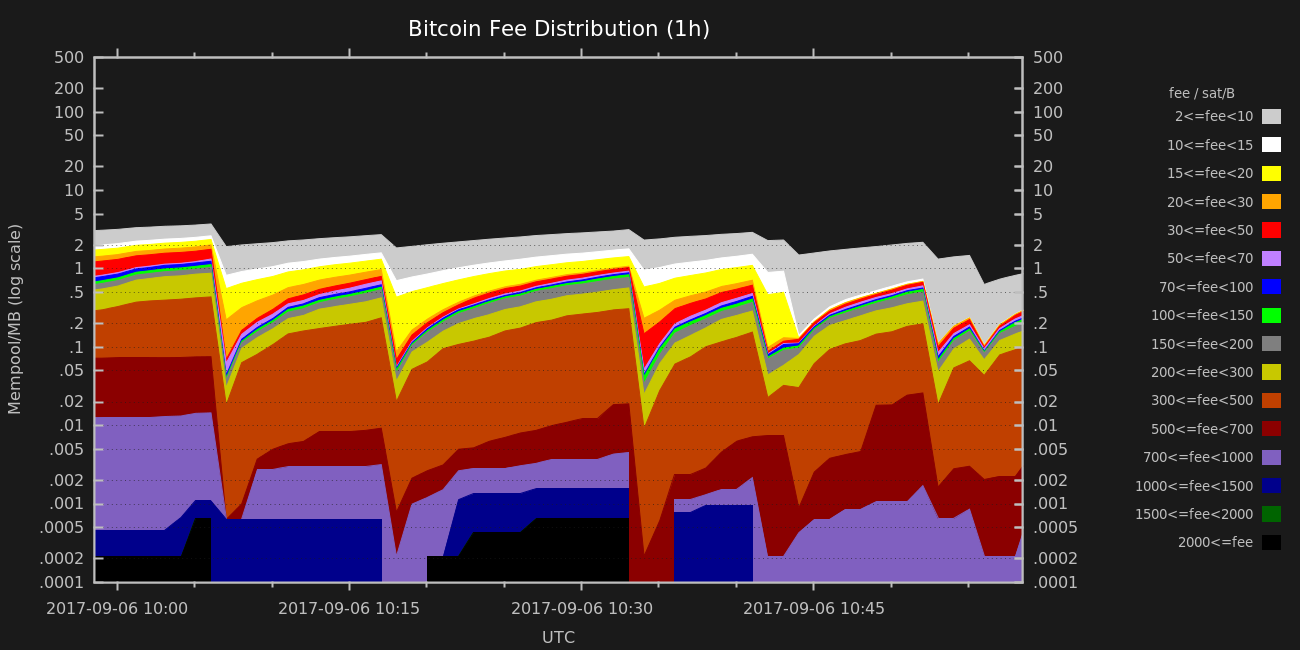 Bitcoin Fee Distribution (1h)
500
200
100
50
20
10
5
2
1
.5
.2
.1
.05
.02
.01
.005
.002
.001
.0005
.0002
.0001
Mempool/MB (log scale)
500
200
100
50
20
10
5
2
1
.5
.2
.1
.05
.02
.01
.005
.002
.001
.0005
.0002
.0001
2017-09-06 10:00 2017-09-06 10:15 2017-09-06 10:30 2017-09-06 10:45
UTC
fee / sat/B
2<=fee<10
10<=fee<15
15<=fee<20
20<=fee<30
30<=fee<50
50<=fee<70
70<=fee<100
100<=fee<150
150<=fee<200
200<=fee<300
300<=fee<500
500<=fee<700
700<=fee<1000
1000<=fee<1500
1500<=fee<2000
2000<=fee